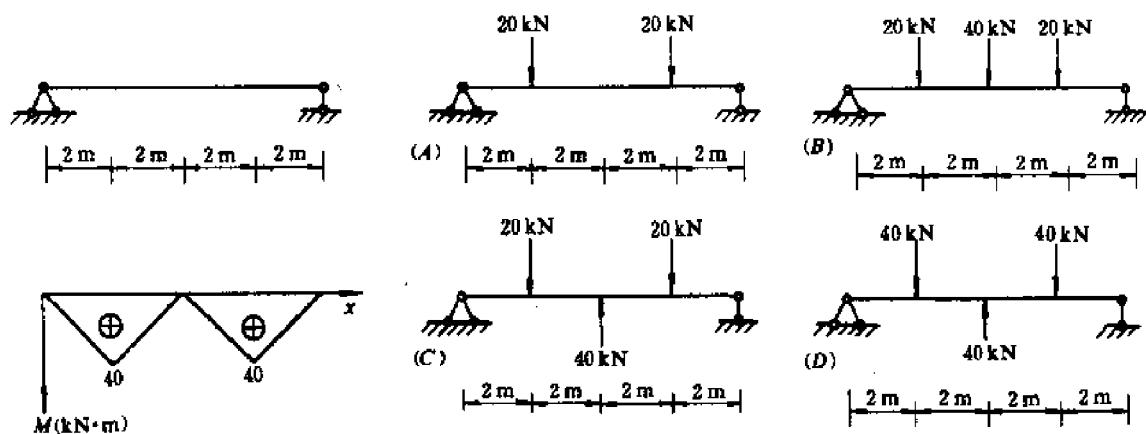 20 kN 20 kN
20 kN 40 kN 20 kN
2 m 2 m 2 m 2 m
(A) 2 m 2 m 2 m 2 m
(B) 2 m 2 m 2 m 2 m
20 kN 20 kN
40 kN 40 kN
x
40 40
M(kN·m)
(C) 40 kN
2 m 2 m 2 m 2 m
(D) 40 kN
2 m 2 m 2 m 2 m